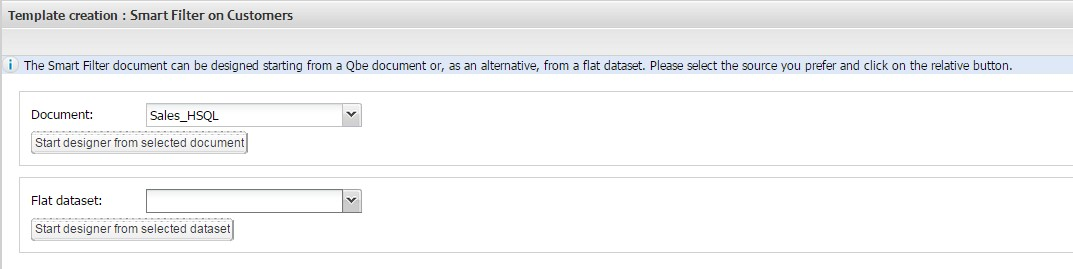 Template creation : Smart Filter on Customers
The Smart Filter document can be designed starting from a Qbe document or, as an alternative, from a flat dataset. Please select the source you prefer and click on the relative button.
Document: Sales_HSQL
Start designer from selected document
Flat dataset:
Start designer from selected dataset